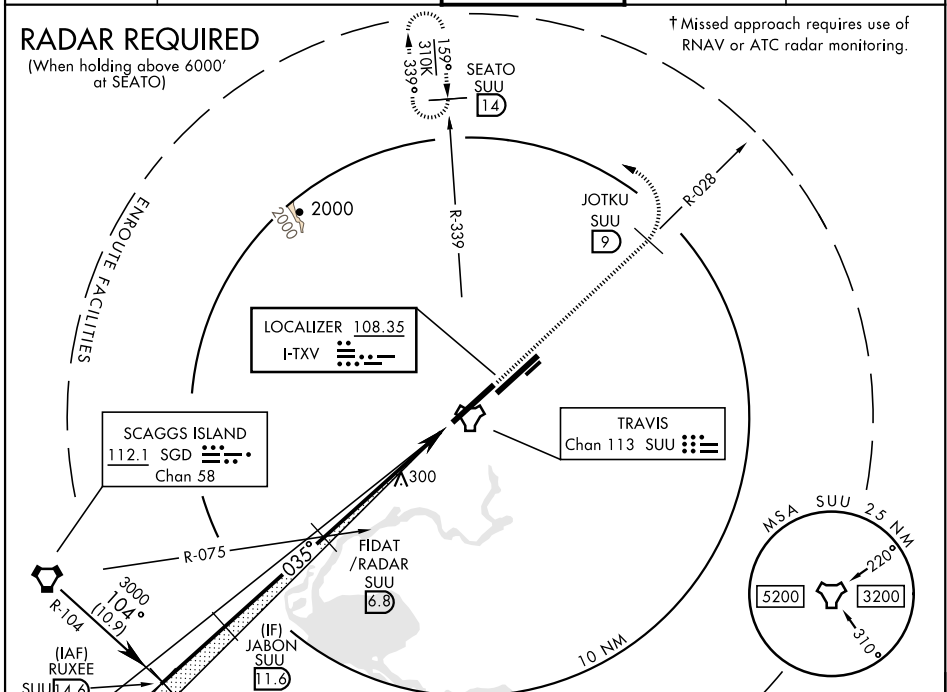 RADAR REQUIRED
(When holding above 6000'
at SEATO)
† Missed approach requires use of
RNAV or ATC radar monitoring.
159°
310K
339°
SEATO
SUU
14
ENROUTE FACILITIES
2000
2000
R-339
JOTKU
SUU
9
R-028
LOCALIZER 108.35
I-TXV
SCAGGS ISLAND
112.1 SGD
Chan 58
TRAVIS
Chan 113 SUU
300
R-075
035°
FIDAT
/RADAR
SUU
6.8
3000
104°
(10.9)
R-104
(IAF)
RUXEE
SUU 14.6
(IF)
JABON
SUU
11.6
10 NM
MSA SUU 25 NM
220°
5200
3200
310°